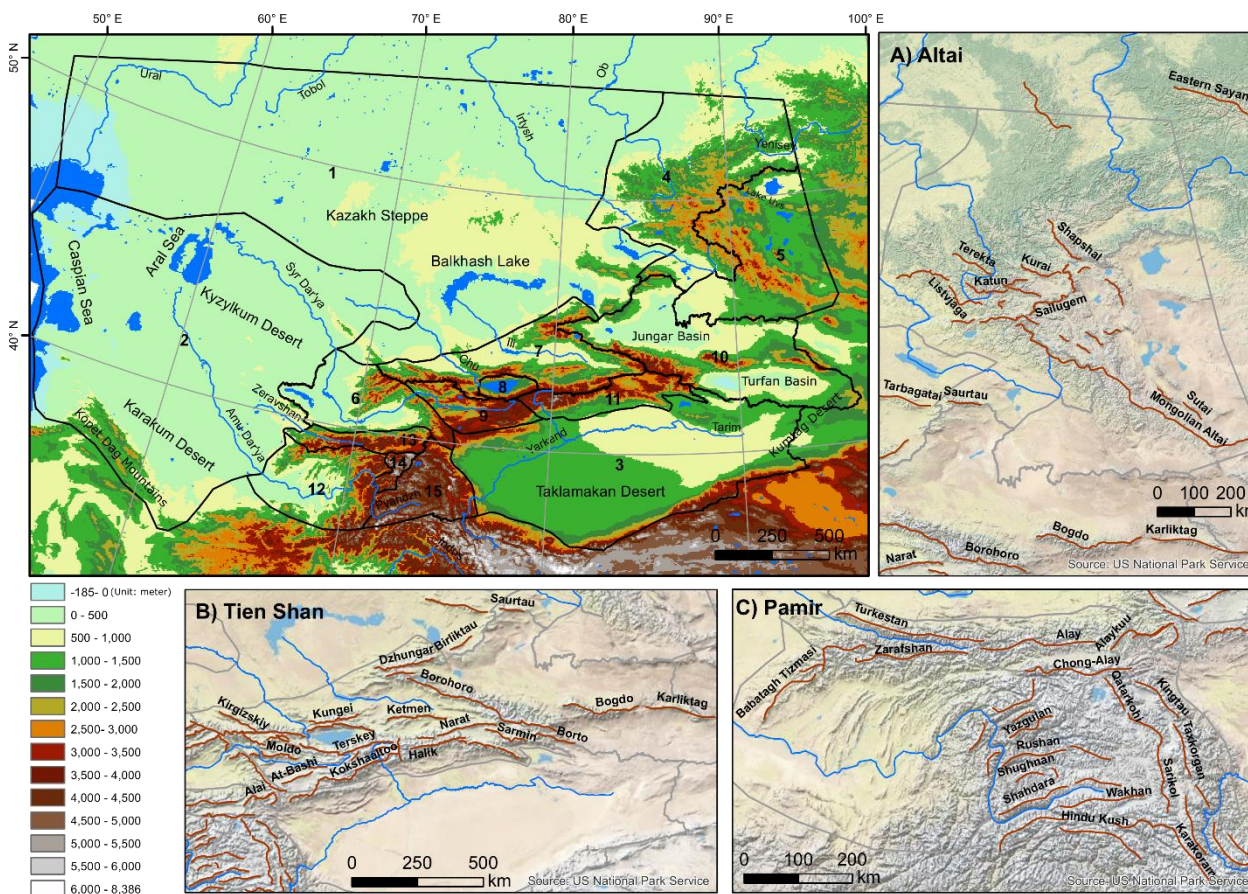 50° E
60° E
70° E
80° E
90° E
100° E
50° N
40° N
Ural
Tobol
Ob
Irtysh
Yenisey
1
4
Kazakh Steppe
5
Caspian Sea
Aral Sea
Syr Dar'ya
Balkhash Lake
Kyzylkum Desert
2
Jungar Basin
Ili
7
10
Chu
8
Turfan Basin
6
11
9
Zeravshan
Amu Dar'ya
Karakum Desert
Kopet Dag Mountains
13
14
Yarkand
Tarim
Kumtag Desert
3
12
15
Pyandrh
Taklamakan Desert
0 250 500
km
-185- 0 (Unit: meter)
0 - 500
500 - 1,000
1,000 - 1,500
1,500 - 2,000
2,000 - 2,500
2,500- 3,000
3,000 - 3,500
3,500 - 4,000
4,000 - 4,500
4,500 - 5,000
5,000 - 5,500
5,500 - 6,000
6,000 - 8,386
A) Altai
Eastern Sayan
Shapshal
Terekta
Kurai
Katun
Listvjaga
Sailugem
Tarbagataj
Saurtau
Sutai
Mongolian Altai
0 100 200
km
Bogdo
Karliktag
Narat
Borohoro
Source: US National Park Service
B) Tien Shan
Saurtau
Birliktau
Dzhungar
Borohoro
Bogdo
Karliktag
Kirgizskiy
Kungei
Ketmen
Narat
Sarmin
Borto
Moldo
Terskey
At-Bashi
Kokshaaltoo
Halik
Alai
0 250 500
km
Source: US National Park Service
C) Pamir
Turkestan
Alay
Alaykuu
Zarafshan
Babatagh Tizmasi
Chong-Alay
Qatarkohi
Kingtau
Taxkorgan
Yazgulan
Rushan
Shughnan
Shahdara
Sarikol
Wakhan
Hindu Kush
Karakoram
0 100 200
km
Source: US National Park Service